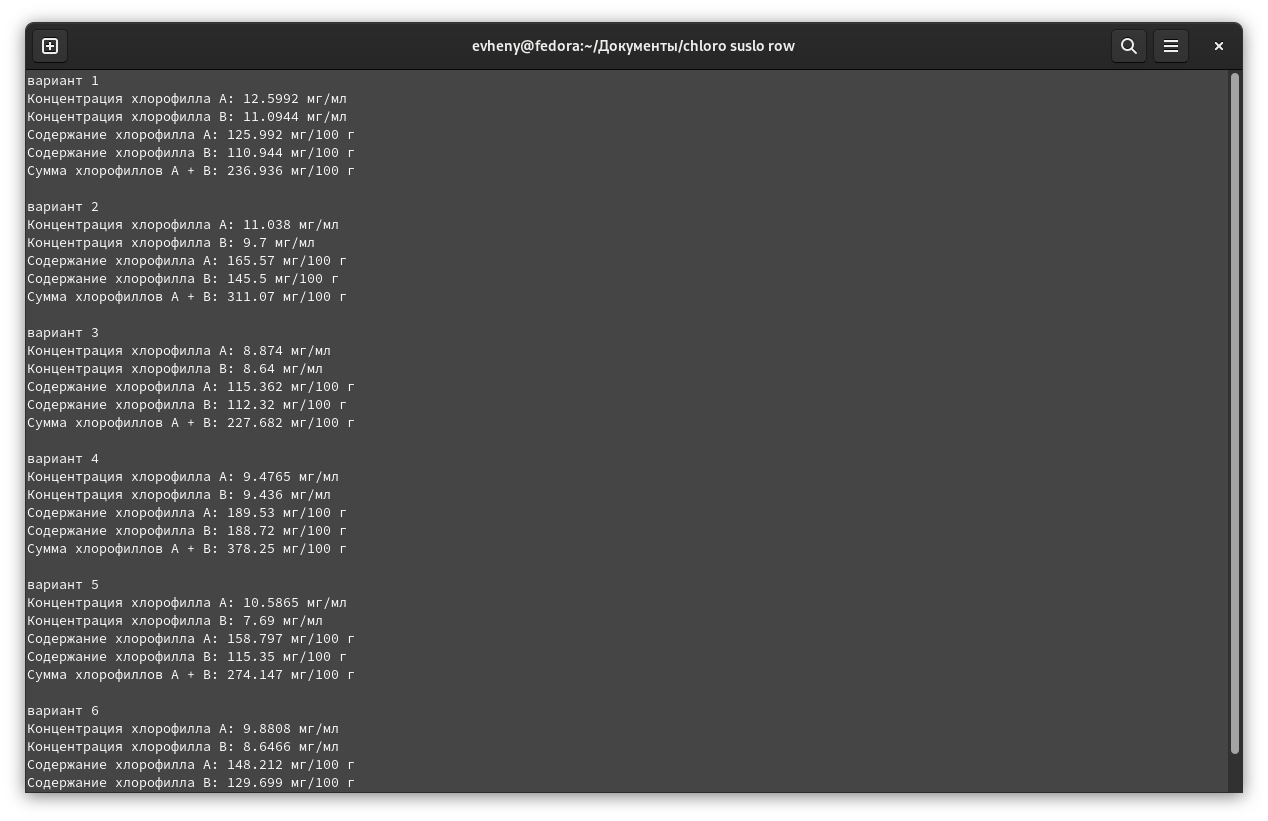 evheny@fedora:~/Документы/chloro suslo row
вариант 1
Концентрация хлорофилла А: 12.5992 мг/мл
Концентрация хлорофилла В: 11.0944 мг/мл
Содержание хлорофилла А: 125.992 мг/100 г
Содержание хлорофилла В: 110.944 мг/100 г
Сумма хлорофиллов А + В: 236.936 мг/100 г
вариант 2
Концентрация хлорофилла А: 11.038 мг/мл
Концентрация хлорофилла В: 9.7 мг/мл
Содержание хлорофилла А: 165.57 мг/100 г
Содержание хлорофилла В: 145.5 мг/100 г
Сумма хлорофиллов А + В: 311.07 мг/100 г
вариант 3
Концентрация хлорофилла А: 8.874 мг/мл
Концентрация хлорофилла В: 8.64 мг/мл
Содержание хлорофилла А: 115.362 мг/100 г
Содержание хлорофилла В: 112.32 мг/100 г
Сумма хлорофиллов А + В: 227.682 мг/100 г
вариант 4
Концентрация хлорофилла А: 9.4765 мг/мл
Концентрация хлорофилла В: 9.436 мг/мл
Содержание хлорофилла А: 189.53 мг/100 г
Содержание хлорофилла В: 188.72 мг/100 г
Сумма хлорофиллов А + В: 378.25 мг/100 г
вариант 5
Концентрация хлорофилла А: 10.5865 мг/мл
Концентрация хлорофилла В: 7.69 мг/мл
Содержание хлорофилла А: 158.797 мг/100 г
Содержание хлорофилла В: 115.35 мг/100 г
Сумма хлорофиллов А + В: 274.147 мг/100 г
вариант 6
Концентрация хлорофилла А: 9.8808 мг/мл
Концентрация хлорофилла В: 8.6466 мг/мл
Содержание хлорофилла А: 148.212 мг/100 г
Содержание хлорофилла В: 129.699 мг/100 г